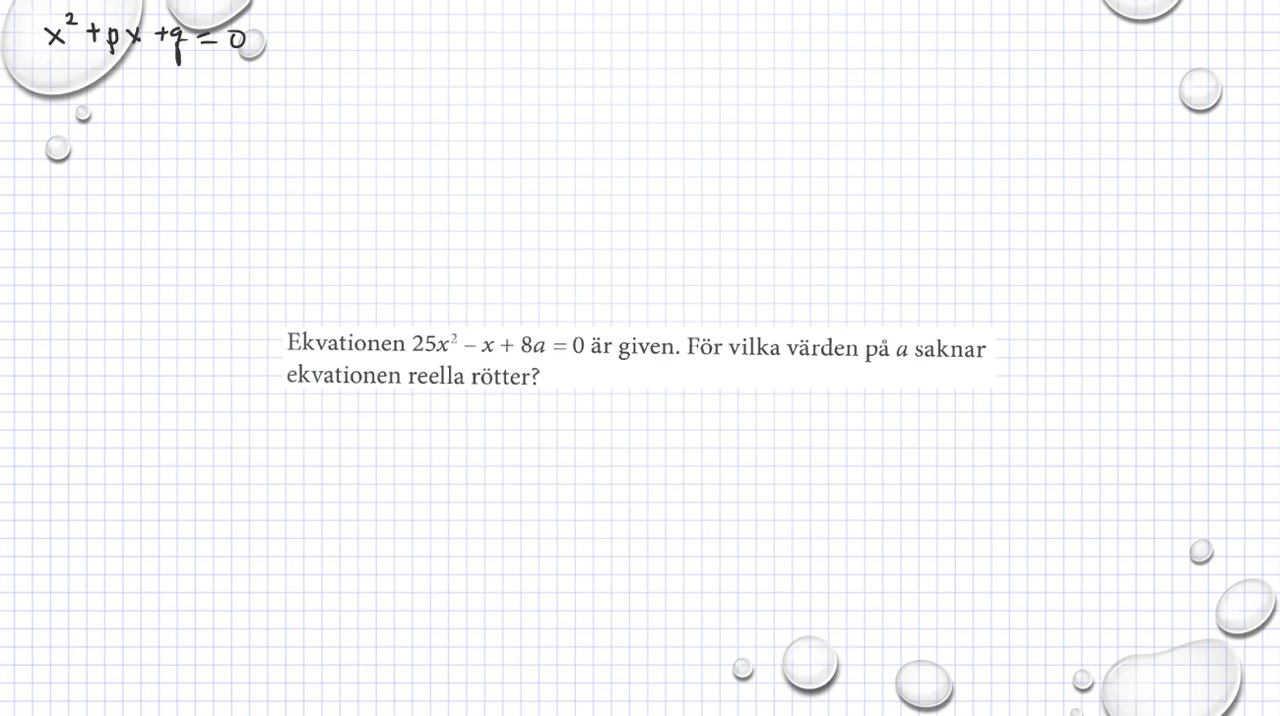 x² + px + q = 0
Ekvationen 25x² – x + 8a = 0 är given. För vilka värden på a saknar
ekvationen reella rötter?